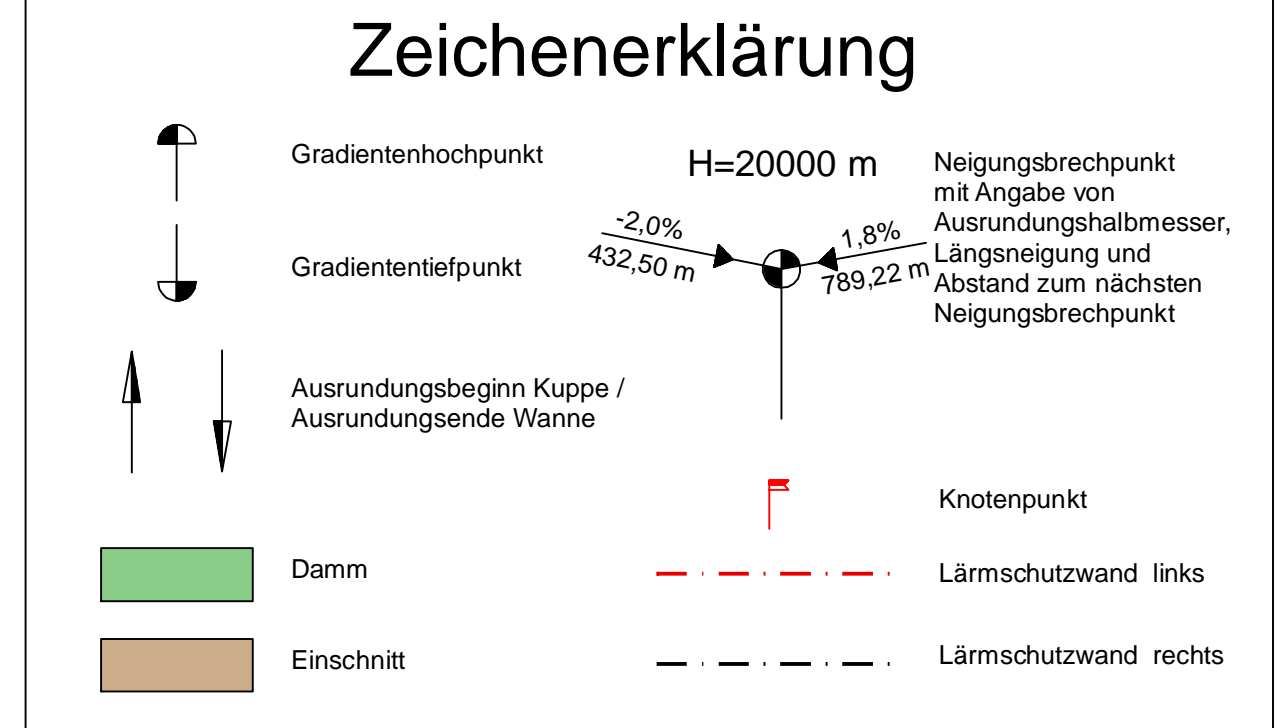 Zeichenerklärung
Gradientenhochpunkt
Gradiententiefpunkt
Ausrundungsbeginn Kuppe /
Ausrundungsende Wanne
Damm
Einschnitt
H=20000 m
-2,0%
432,50 m
1,8%
789,22 m
Neigungsbrechpunkt
mit Angabe von
Ausrundungshalbmesser,
Längsneigung und
Abstand zum nächsten
Neigungsbrechpunkt
Knotenpunkt
Lärmschutzwand links
Lärmschutzwand rechts